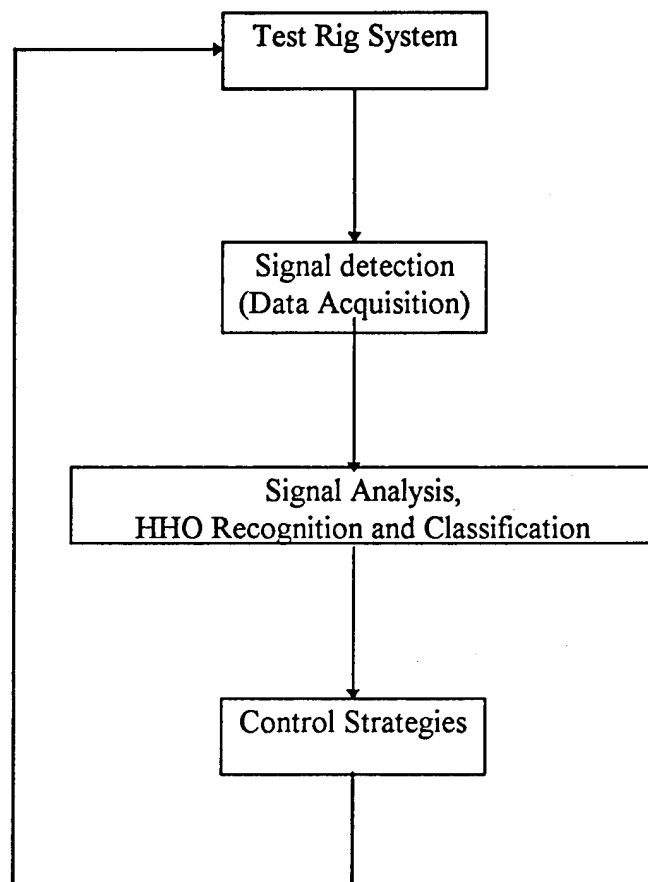 Test Rig System
Signal detection
(Data Acquisition)
Signal Analysis,
HHO Recognition and Classification
Control Strategies